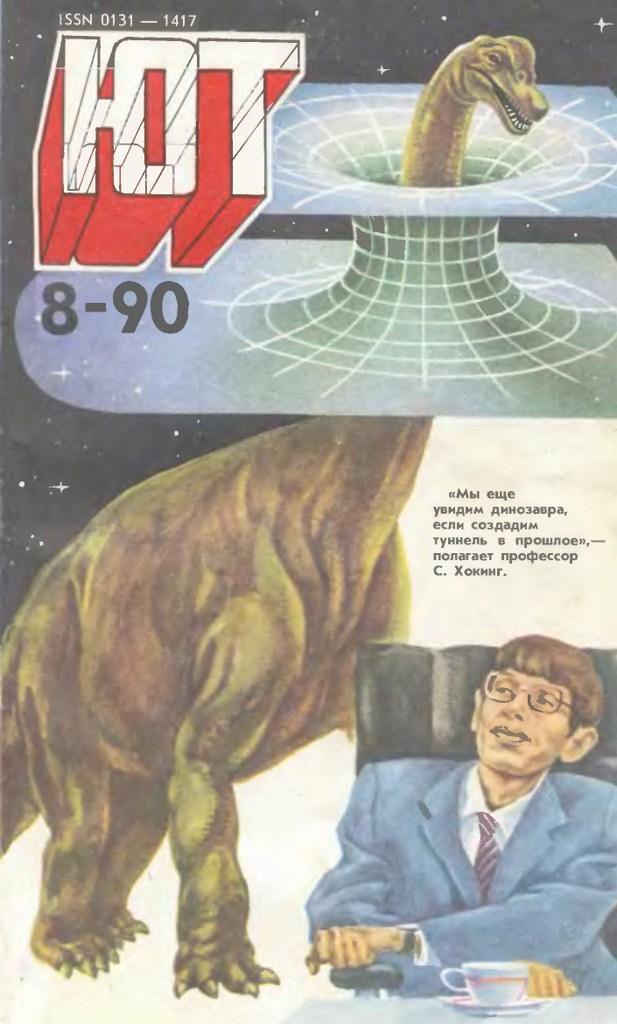 ISSN 0131 — 1417
ЮТ
8-90
«Мы еще
увидим динозавра,
если создадим
туннель в прошлое»,—
полагает профессор
С. Хокинг.